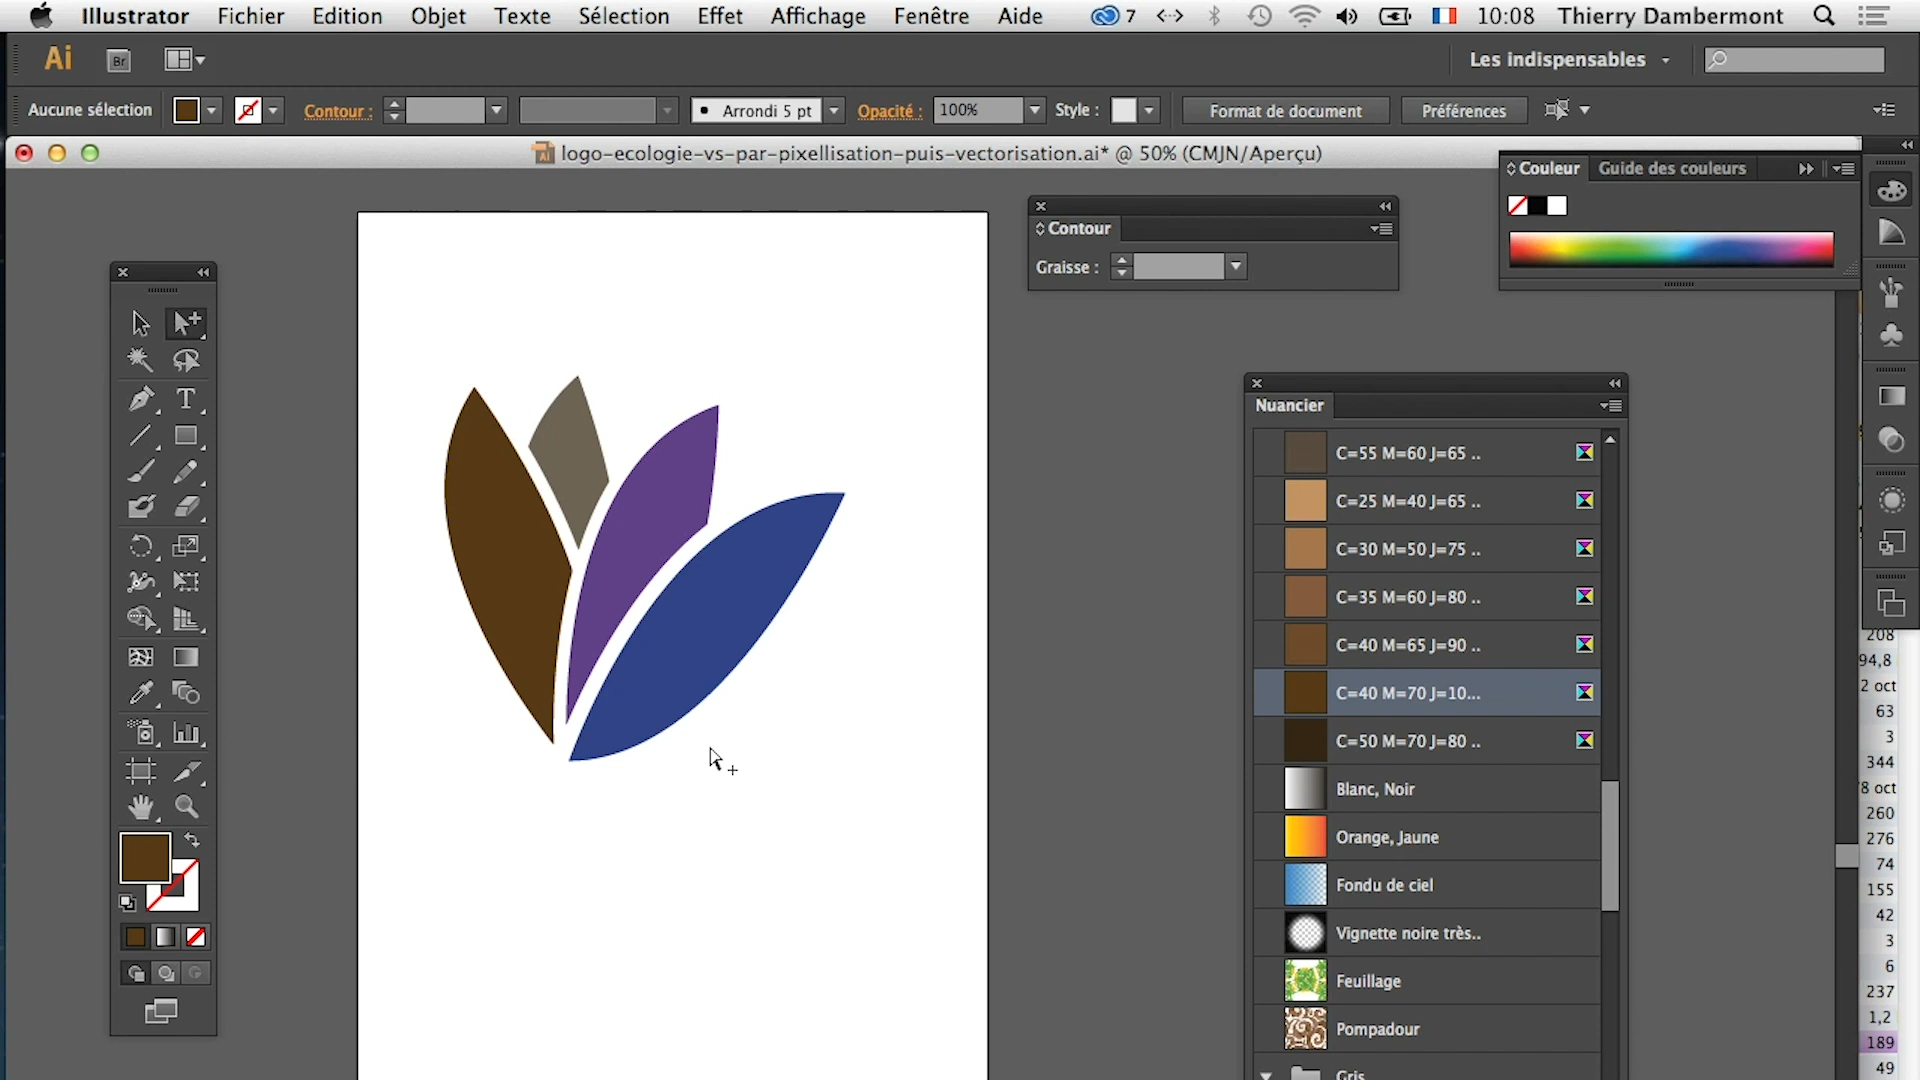 Illustrator Fichier Edition Objet Texte Sélection Effet Affichage Fenêtre Aide 7 10:08 Thierry Dambermont
Ai Br Les indispensables
Aucune sélection Contour : Arrondi 5 pt Opacité : 100% Style : Format de document Préférences
logo-ecologie-vs-par-pixellisation-puis-vectorisation.ai* @ 50% (CMJN/Aperçu)
Couleur Guide des couleurs
Contour
Graisse :
Nuancier
C=55 M=60 J=65 ..
C=25 M=40 J=65 ..
C=30 M=50 J=75 ..
C=35 M=60 J=80 ..
C=40 M=65 J=90 ..
C=40 M=70 J=10...
C=50 M=70 J=80 ..
Blanc, Noir
Orange, Jaune
Fondu de ciel
Vignette noire très..
Feuillage
Pompadour
Gris
208
94,8
2 oct
63
3
344
8 oct
260
276
74
155
42
3
6
237
1,2
189
49